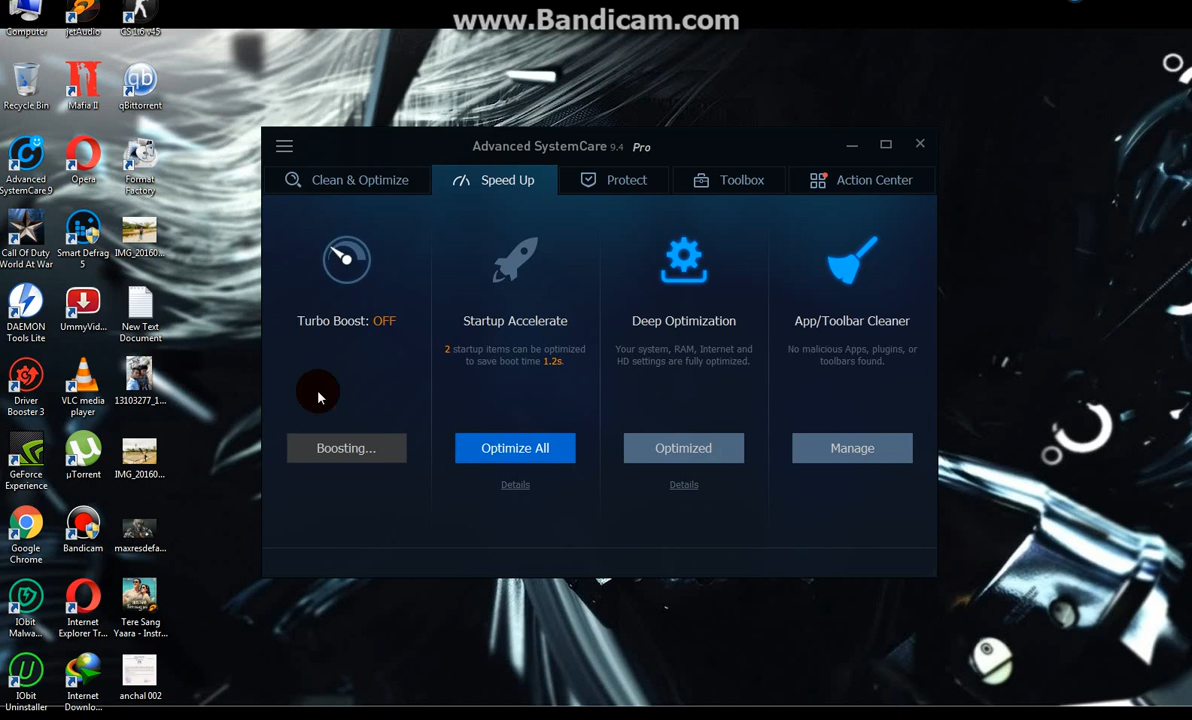 www.Bandicam.com
Computer
jetAudio
CS 1.6 v45
Recycle Bin
Mafia II
qBittorrent
Advanced
SystemCare 9
Opera
Format
Factory
Call Of Duty
World At War
Smart Defrag
5
IMG_20160...
DAEMON
Tools Lite
UmmyVid...
New Text
Document
Driver
Booster 3
VLC media
player
13103277_1...
GeForce
Experience
µTorrent
IMG_20160...
Google
Chrome
Bandicam
maxresdefa...
IObit
Malwa...
Internet
Explorer Tr...
Tere Sang
Yaara - Instr...
IObit
Uninstaller
Internet
Downlo...
anchal 002
Advanced SystemCare 9.4 Pro
Clean & Optimize
Speed Up
Protect
Toolbox
Action Center
Turbo Boost: OFF
Boosting...
Startup Accelerate
2 startup items can be optimized
to save boot time 1.2s.
Optimize All
Details
Deep Optimization
Your system, RAM, Internet and
HD settings are fully optimized.
Optimized
Details
App/Toolbar Cleaner
No malicious Apps, plugins, or
toolbars found.
Manage